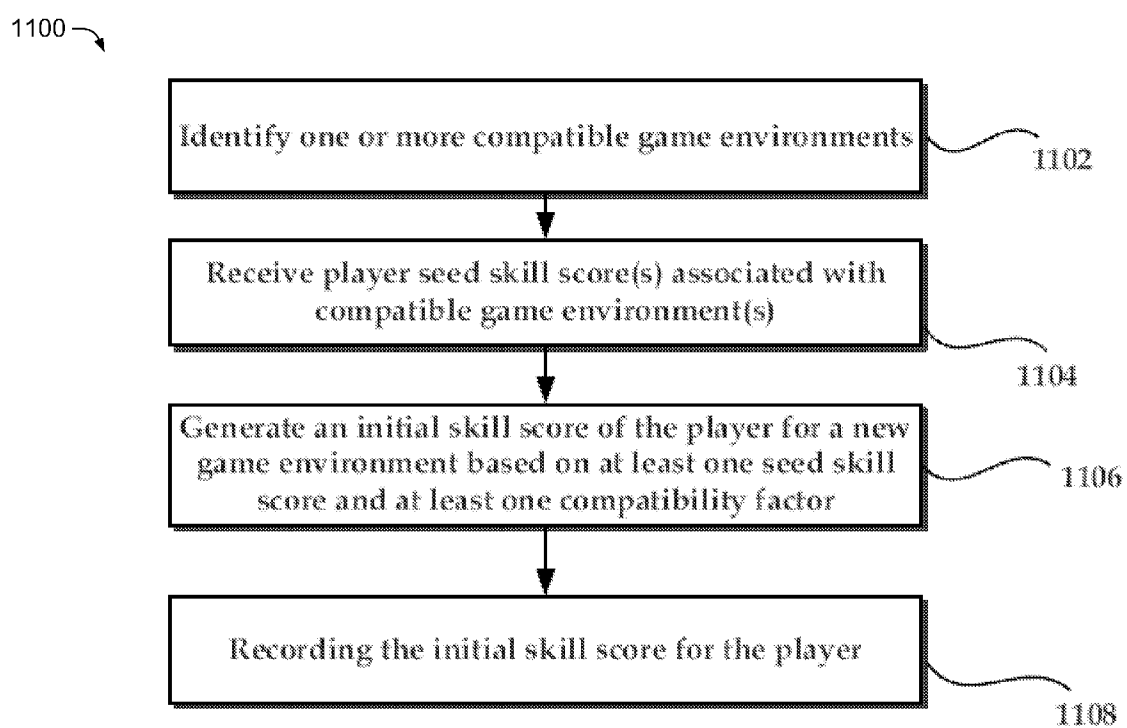 1100
Identify one or more compatible game environments
1102
Receive player seed skill score(s) associated with
compatible game environment(s)
1104
Generate an initial skill score of the player for a new
game environment based on at least one seed skill
score and at least one compatibility factor
1106
Recording the initial skill score for the player
1108